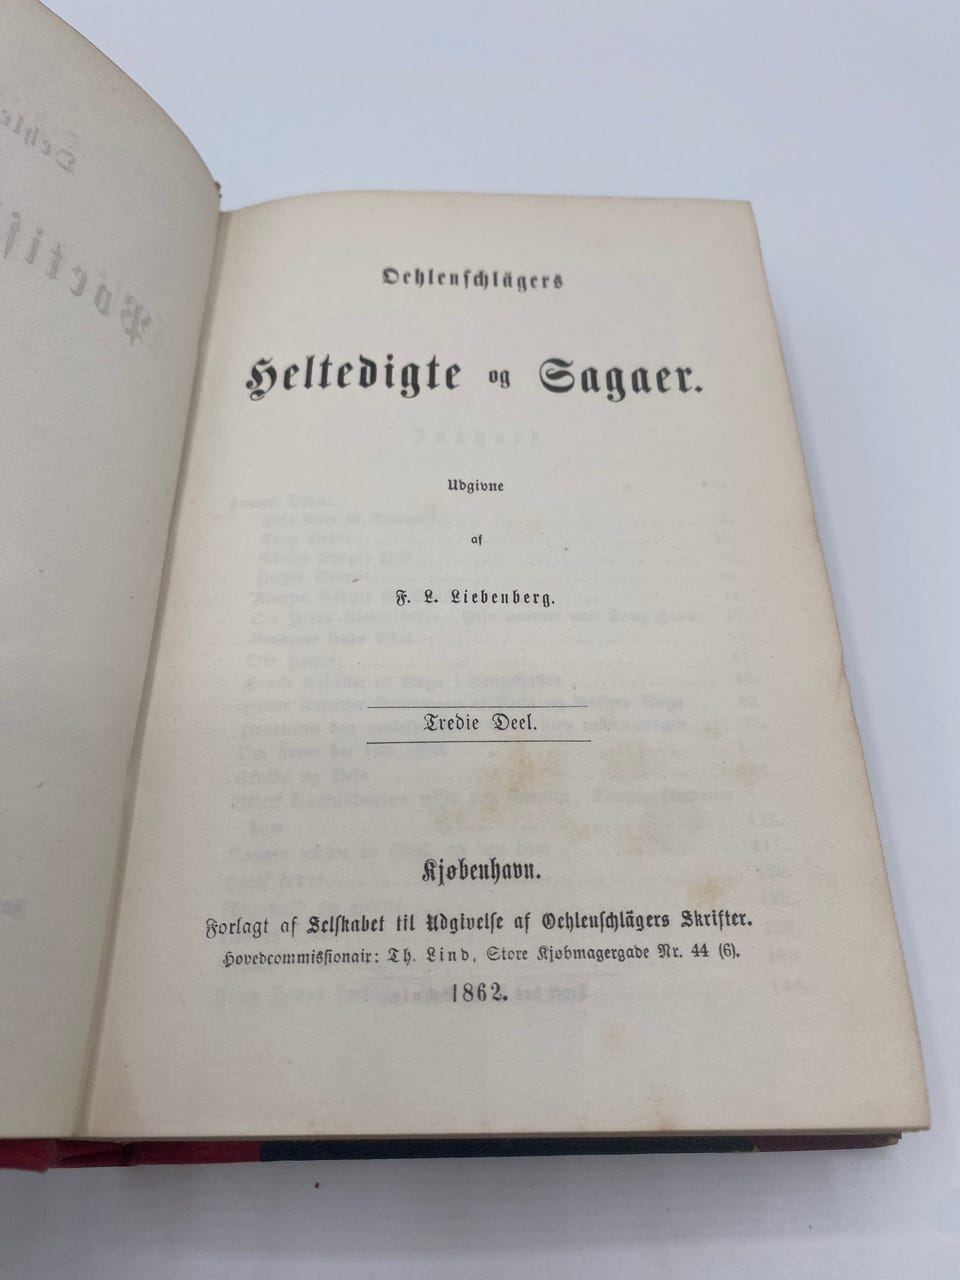 Oehlenschlägers
Heltedigte og Sagaer.
Udgivne
af
F. L. Liebenberg.
Tredie Deel.
Kjøbenhavn.
Forlagt af Selskabet til Udgivelse af Oehlenschlägers Skrifter.
Hovedcommissionair: Th. Lind, Store Kjøbmagergade Nr. 44 (6).
1862.